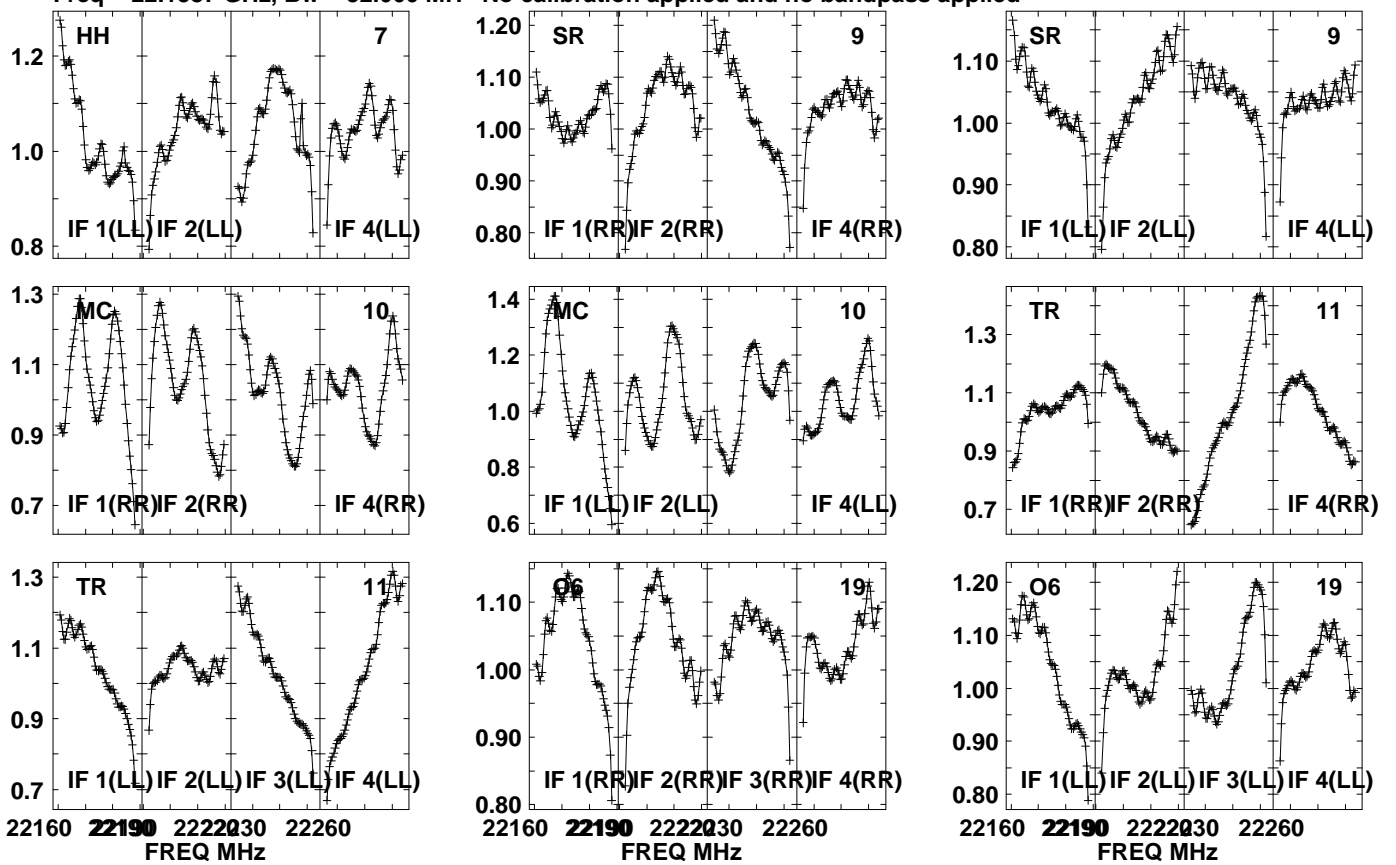 Freq GHz, No calibration applied and no bandpass applied
HH 7 SR 9 SR 9
1.2 1.20 1.10 1.10
1.0 1.00 1.00
0.90 0.90
0.8 0.80 0.80
IF 1(LL) IF 2(LL) IF 4(LL) IF 1(RR) IF 2(RR) IF 4(RR) IF 1(LL) IF 2(LL) IF 4(LL)
MC 10 MC 10 TR 11
1.3 1.4 1.3
1.1 1.2 1.1
0.9 1.0 0.9
0.7 0.8 0.7
0.6
IF 1(RR) IF 2(RR) IF 4(RR) IF 1(LL) IF 2(LL) IF 4(LL) IF 1(RR) IF 2(RR) IF 4(RR)
TR 11 O6 19 O6 19
1.3 1.10 1.20
1.1 1.00 1.10
0.9 0.90 1.00
0.7 0.80 0.90
0.80
IF 1(LL) IF 2(LL) IF 3(LL) IF 4(LL) IF 1(RR) IF 2(RR) IF 3(RR) IF 4(RR) IF 1(LL) IF 2(LL) IF 3(LL) IF 4(LL)
22160 22260 22160 22260 22160 22260
FREQ MHz FREQ MHz FREQ MHz